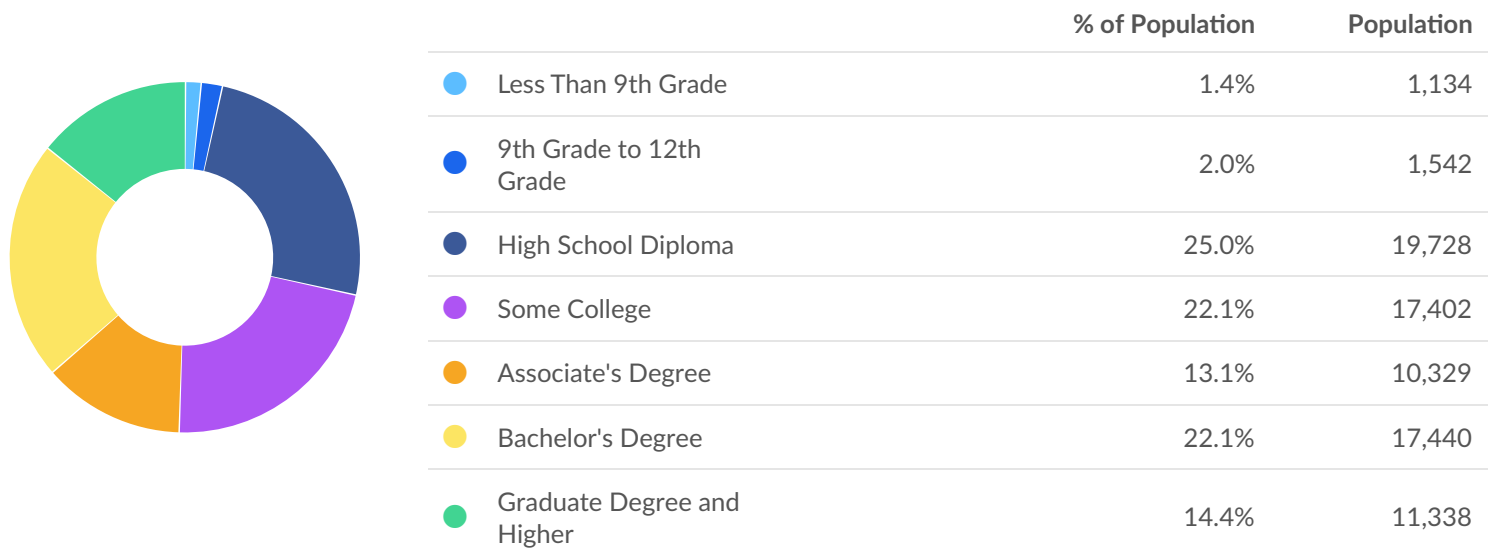 % of Population Population
Less Than 9th Grade 1.4% 1,134
9th Grade to 12th
Grade 2.0% 1,542
High School Diploma 25.0% 19,728
Some College 22.1% 17,402
Associate's Degree 13.1% 10,329
Bachelor's Degree 22.1% 17,440
Graduate Degree and
Higher 14.4% 11,338